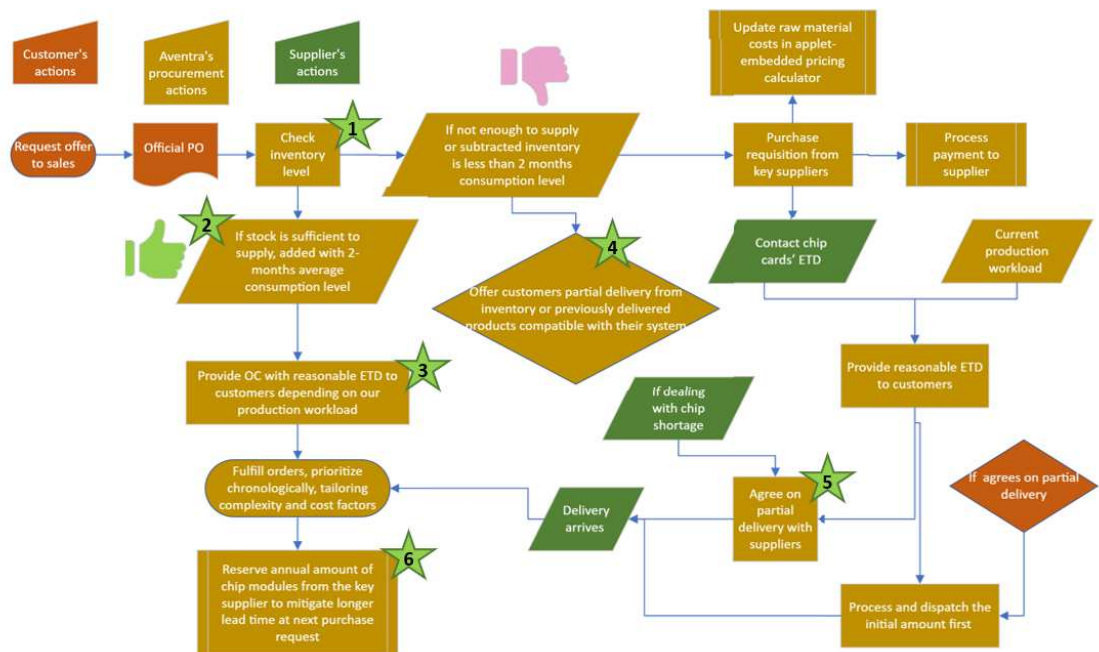 Customer's
actions
Aventra's
procurement
actions
Supplier's
actions
Request offer
to sales
Official PO
Check
inventory
level
1
If not enough to supply
or subtracted inventory
is less than 2 months
consumption level
Update raw material
costs in applet-
embedded pricing
calculator
Purchase
requisition from
key suppliers
Process
payment to
supplier
2
If stock is sufficient to
supply, added with 2-
months average
consumption level
4
Offer customers partial delivery from
inventory or previously delivered
products compatible with their system
Contact chip
cards' ETD
Current
production
workload
3
Provide OC with reasonable ETD to
customers depending on our
production workload
If dealing
with chip
shortage
Provide reasonable ETD
to customers
Fulfill orders, prioritize
chronologically, tailoring
complexity and cost factors
Delivery
arrives
5
Agree on
partial
delivery with
suppliers
If agrees on partial
delivery
6
Reserve annual amount of
chip modules from the key
supplier to mitigate longer
lead time at next purchase
request
Process and dispatch the
initial amount first